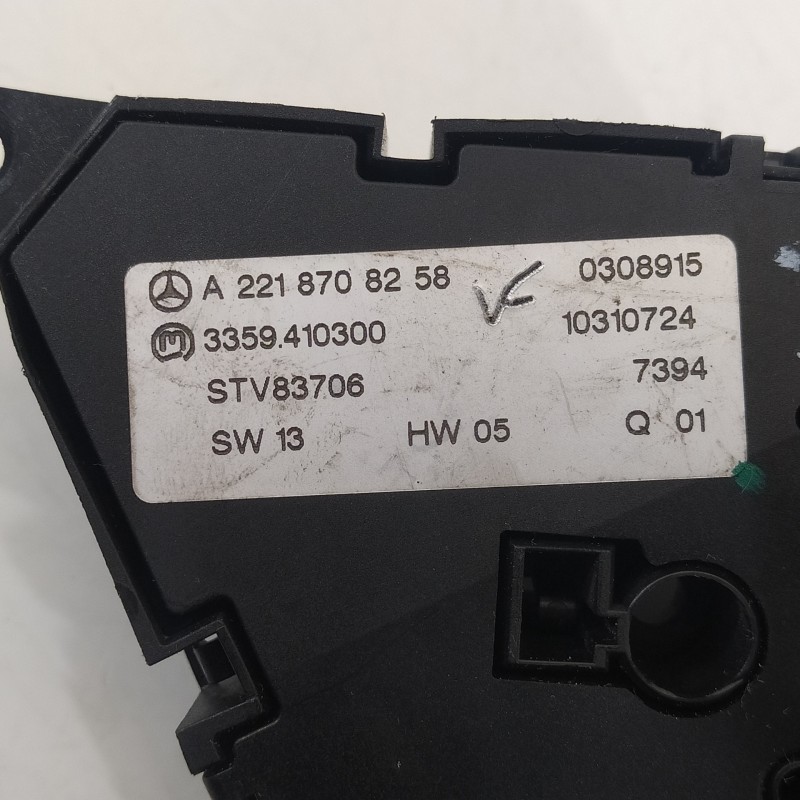 A 221 870 82 58 0308915
M 3359.410300 10310724
STV83706 7394
SW 13 HW 05 Q 01